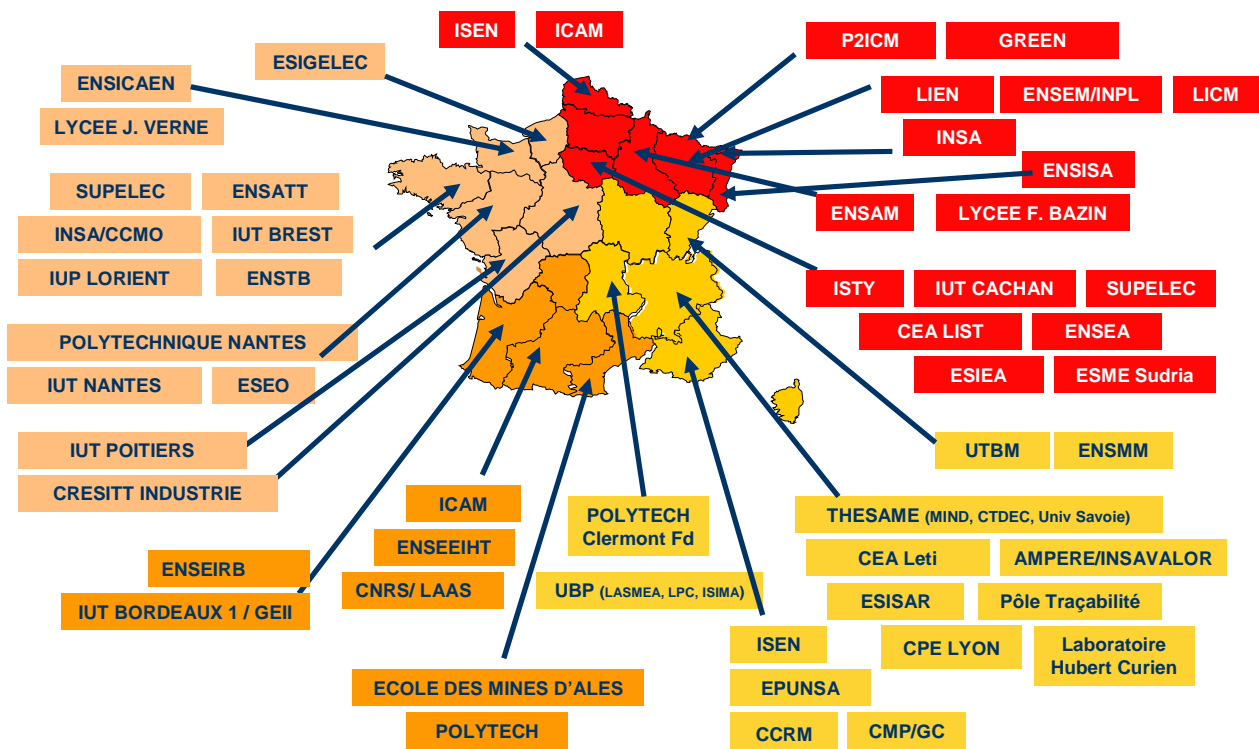 ISEN
ICAM
P2ICM
GREEN
ESIGELEC
ENSICAEN
LYCEE J. VERNE
LIEN
ENSEM/INPL
LICM
INSA
ENSISA
ENSAM
LYCEE F. BAZIN
SUPELEC
ENSATT
INSA/CCMO
IUT BREST
IUP LORIENT
ENSTB
ISTY
IUT CACHAN
SUPELEC
CEA LIST
ENSEA
ESIEA
ESME Sudria
POLYTECHNIQUE NANTES
IUT NANTES
ESEO
IUT POITIERS
CRESITT INDUSTRIE
UTBM
ENSMM
ICAM
ENSEEIHT
CNRS/ LAAS
POLYTECH
Clermont Fd
UBP (LASMEA, LPC, ISIMA)
THESAME (MIND, CTDEC, Univ Savoie)
CEA Leti
AMPERE/INSAVALOR
ESISAR
Pôle Traçabilité
CPE LYON
Laboratoire
Hubert Curien
ENSEIRB
IUT BORDEAUX 1 / GEII
ISEN
EPUNSA
CCRM
CMP/GC
ECOLE DES MINES D’ALES
POLYTECH